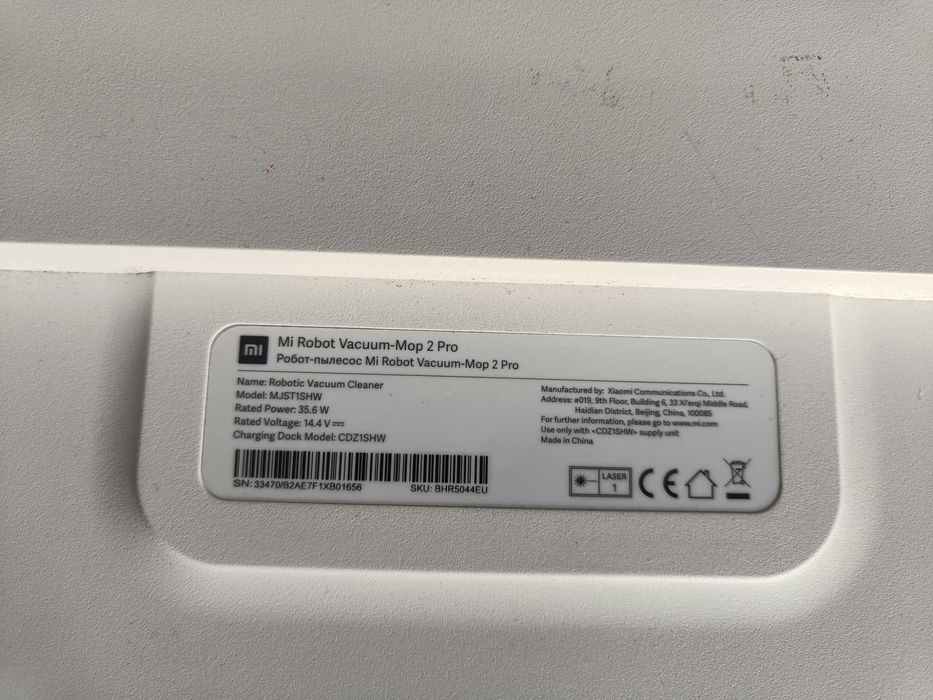 mi
Mi Robot Vacuum-Mop 2 Pro
Робот-пылесос Mi Robot Vacuum-Mop 2 Pro
Name: Robotic Vacuum Cleaner
Model: MJST1SHW
Rated Power: 35.6 W
Rated Voltage: 14.4 V
Charging Dock Model: CDZ1SHW
S/N: 33470/B2AE7F1XB01656
SKU: BHR5044EU
Manufactured by: Xiaomi Communications Co., Ltd.
Address: #019, 9th Floor, Building 6, 33 Xi'erqi Middle Road,
Haidian District, Beijing, China, 100085
For further information, please go to www.mi.com
Use only with <CDZ1SHW> supply unit
Made in China
LASER
1
CE